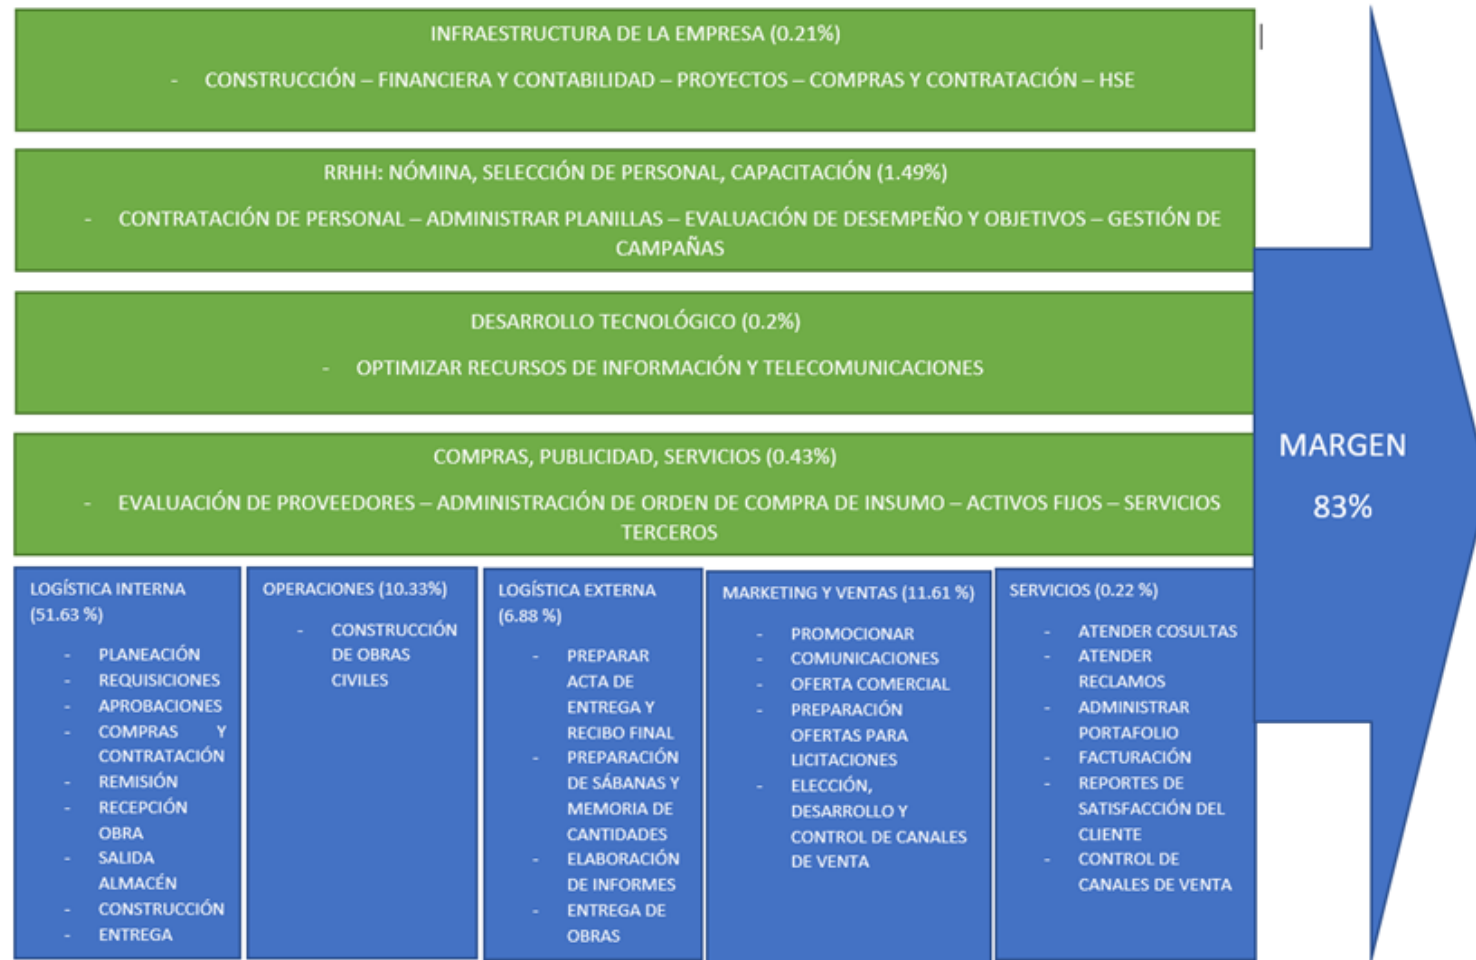 INFRAESTRUCTURA DE LA EMPRESA (0.21%)
- CONSTRUCCIÓN – FINANCIERA Y CONTABILIDAD – PROYECTOS – COMPRAS Y CONTRATACIÓN – HSE
RRHH: NÓMINA, SELECCIÓN DE PERSONAL, CAPACITACIÓN (1.49%)
- CONTRATACIÓN DE PERSONAL – ADMINISTRAR PLANILLAS – EVALUACIÓN DE DESEMPEÑO Y OBJETIVOS – GESTIÓN DE
CAMPAÑAS
DESARROLLO TECNOLÓGICO (0.2%)
- OPTIMIZAR RECURSOS DE INFORMACIÓN Y TELECOMUNICACIONES
COMPRAS, PUBLICIDAD, SERVICIOS (0.43%)
- EVALUACIÓN DE PROVEEDORES – ADMINISTRACIÓN DE ORDEN DE COMPRA DE INSUMO – ACTIVOS FIJOS – SERVICIOS
TERCEROS
LOGÍSTICA INTERNA
(51.63 %)
- PLANEACIÓN
- REQUISICIONES
- APROBACIONES
- COMPRAS Y
CONTRATACIÓN
- REMISIÓN
- RECEPCIÓN
OBRA
- SALIDA
ALMACÉN
- CONSTRUCCIÓN
- ENTREGA
OPERACIONES (10.33%)
- CONSTRUCCIÓN
DE OBRAS
CIVILES
LOGÍSTICA EXTERNA
(6.88 %)
- PREPARAR
ACTA DE
ENTREGA Y
RECIBO FINAL
- PREPARACIÓN
DE SÁBANAS Y
MEMORIA DE
CANTIDADES
- ELABORACIÓN
DE INFORMES
- ENTREGA DE
OBRAS
MARKETING Y VENTAS (11.61 %)
- PROMOCIONAR
- COMUNICACIONES
- OFERTA COMERCIAL
- PREPARACIÓN
OFERTAS PARA
LICITACIONES
- ELECCIÓN,
DESARROLLO Y
CONTROL DE CANALES
DE VENTA
SERVICIOS (0.22 %)
- ATENDER COSULTAS
- ATENDER
RECLAMOS
- ADMINISTRAR
PORTAFOLIO
- FACTURACIÓN
- REPORTES DE
SATISFACCIÓN DEL
CLIENTE
- CONTROL DE
CANALES DE VENTA
MARGEN
83%